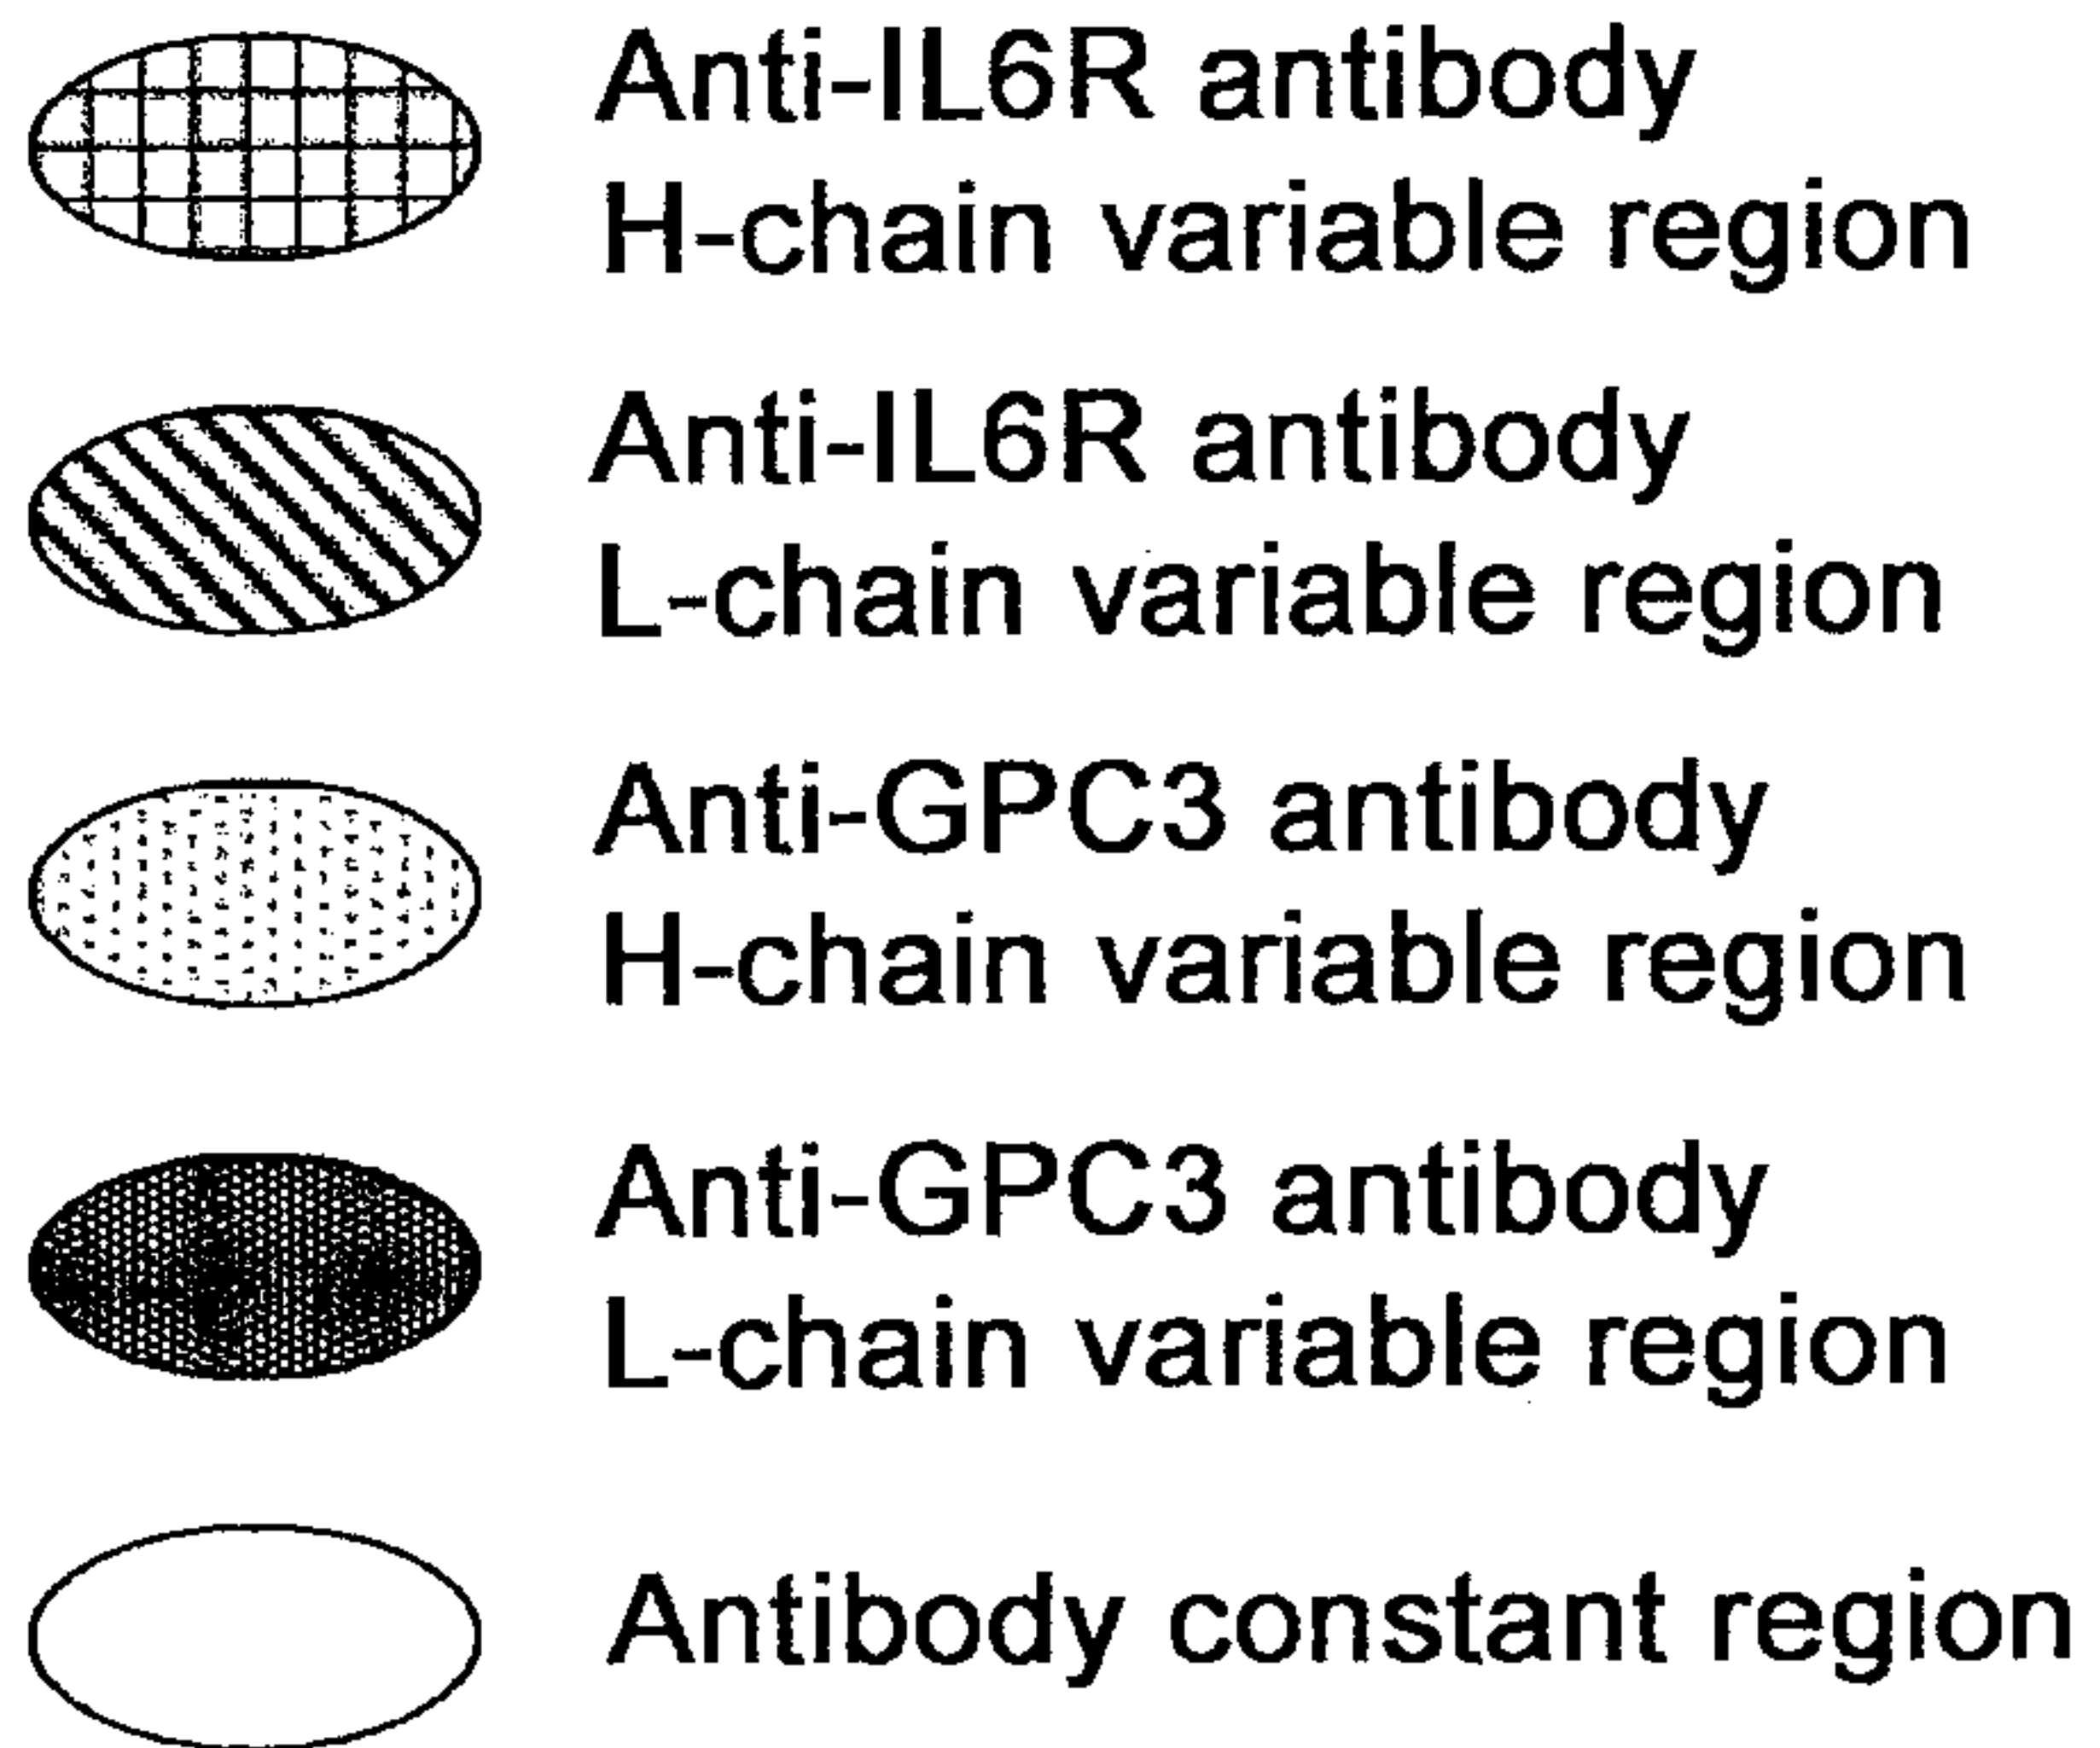 Anti-IL6R antibody
H-chain variable region
Anti-IL6R antibody
L-chain variable region
Anti-GPC3 antibody
H-chain variable region
Anti-GPC3 antibody
L-chain variable region
Antibody constant region